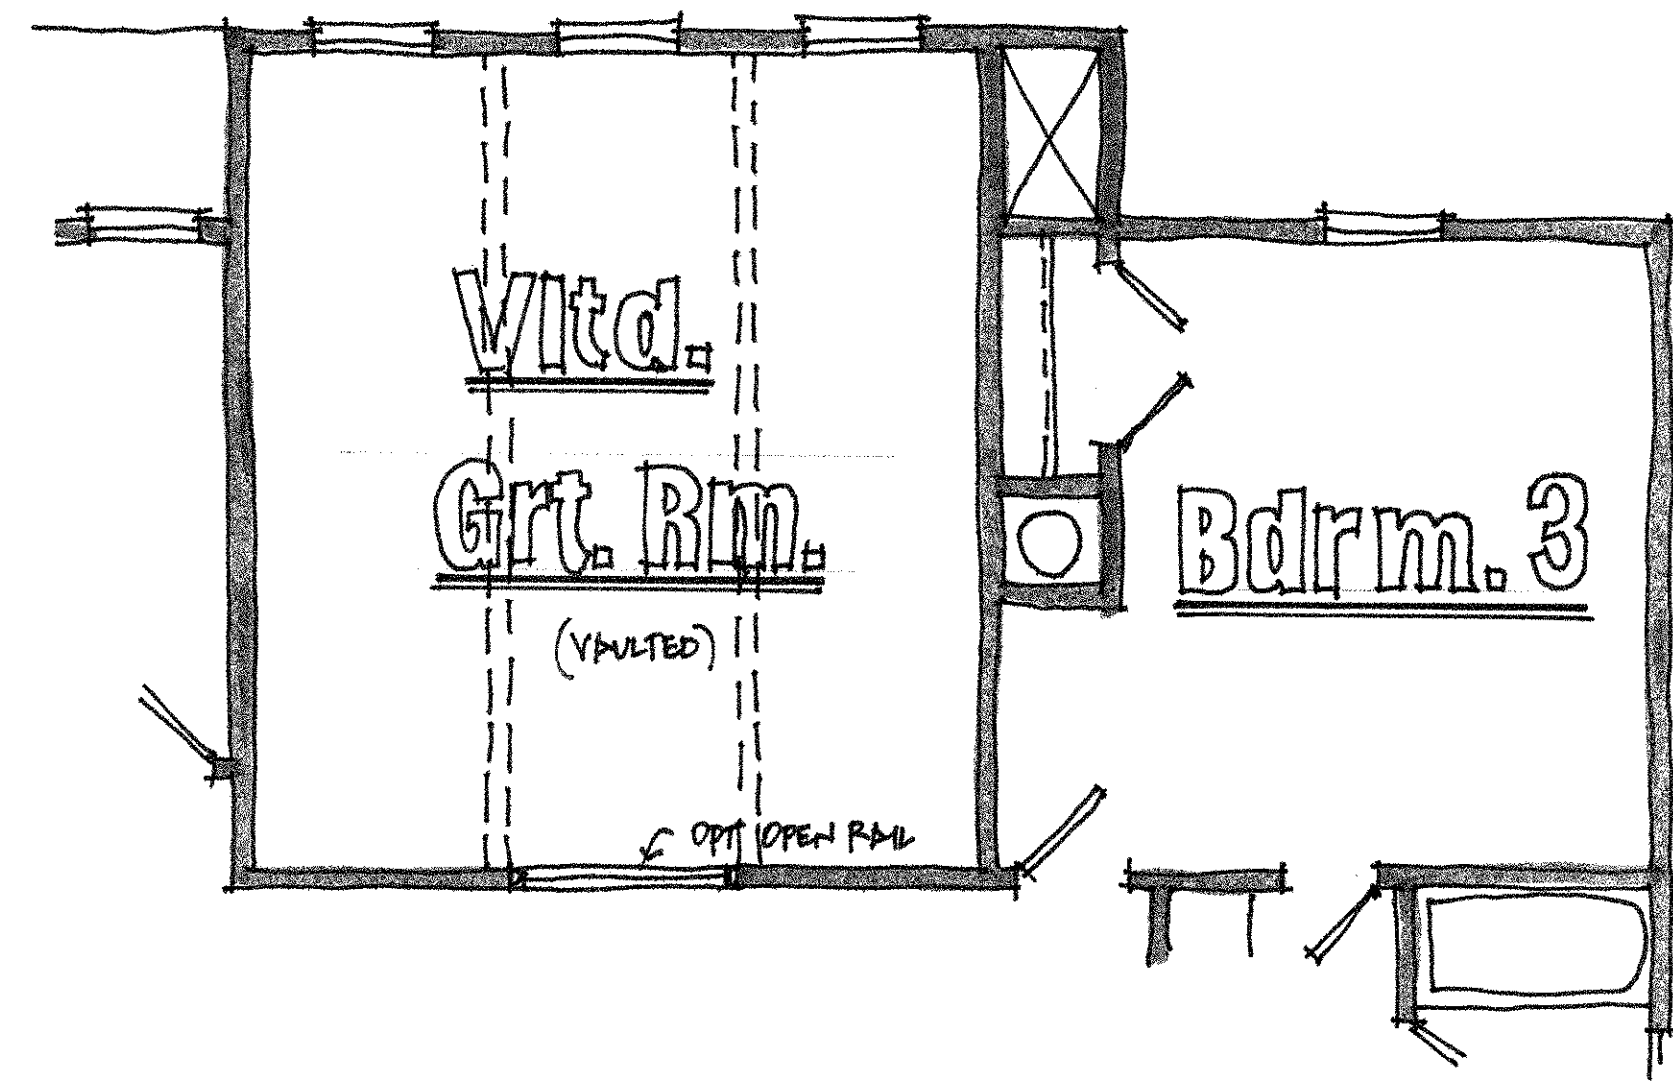 Vltd.
Grt. Rm.
(VAULTED)
OPT OPEN RAIL
Bdrm. 3